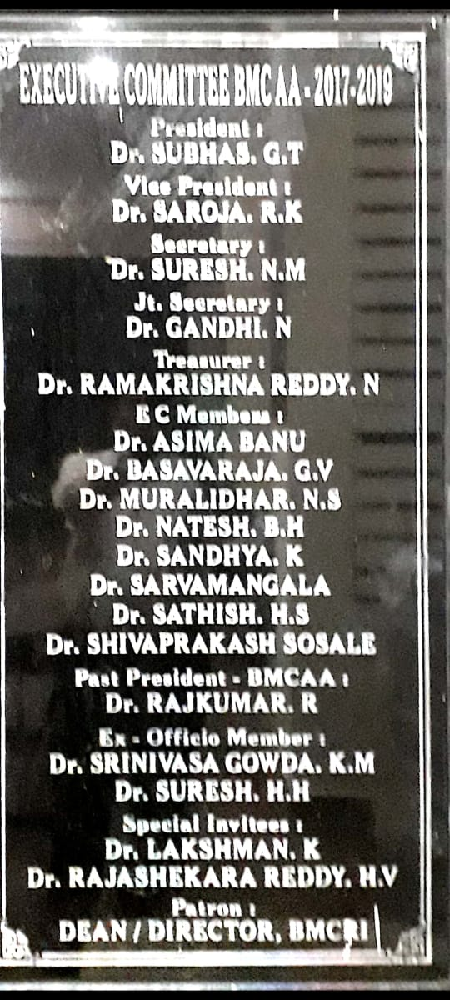 EXECUTIVE COMMITTEE BMCAA - 2017-2019
President :
Dr. SUBHAS. G.T
Vice President :
Dr. SAROJA. R.K
Secretary :
Dr. SURESH. N.M
Jt. Secretary :
Dr. GANDHI. N
Treasurer :
Dr. RAMAKRISHNA REDDY. N
E C Members :
Dr. ASIMA BANU
Dr. BASAVARAJA. G.V
Dr. MURALIDHAR. N.S
Dr. NATESH. B.H
Dr. SANDHYA. K
Dr. SARVAMANGALA
Dr. SATHISH. H.S
Dr. SHIVAPRAKASH SOSALE
Past President - BMCAA :
Dr. RAJKUMAR. R
Ex - Officio Member :
Dr. SRINIVASA GOWDA. K.M
Dr. SURESH. H.H
Special Invitees :
Dr. LAKSHMAN. K
Dr. RAJASHEKARA REDDY. H.V
Patron :
DEAN / DIRECTOR, BMCRI